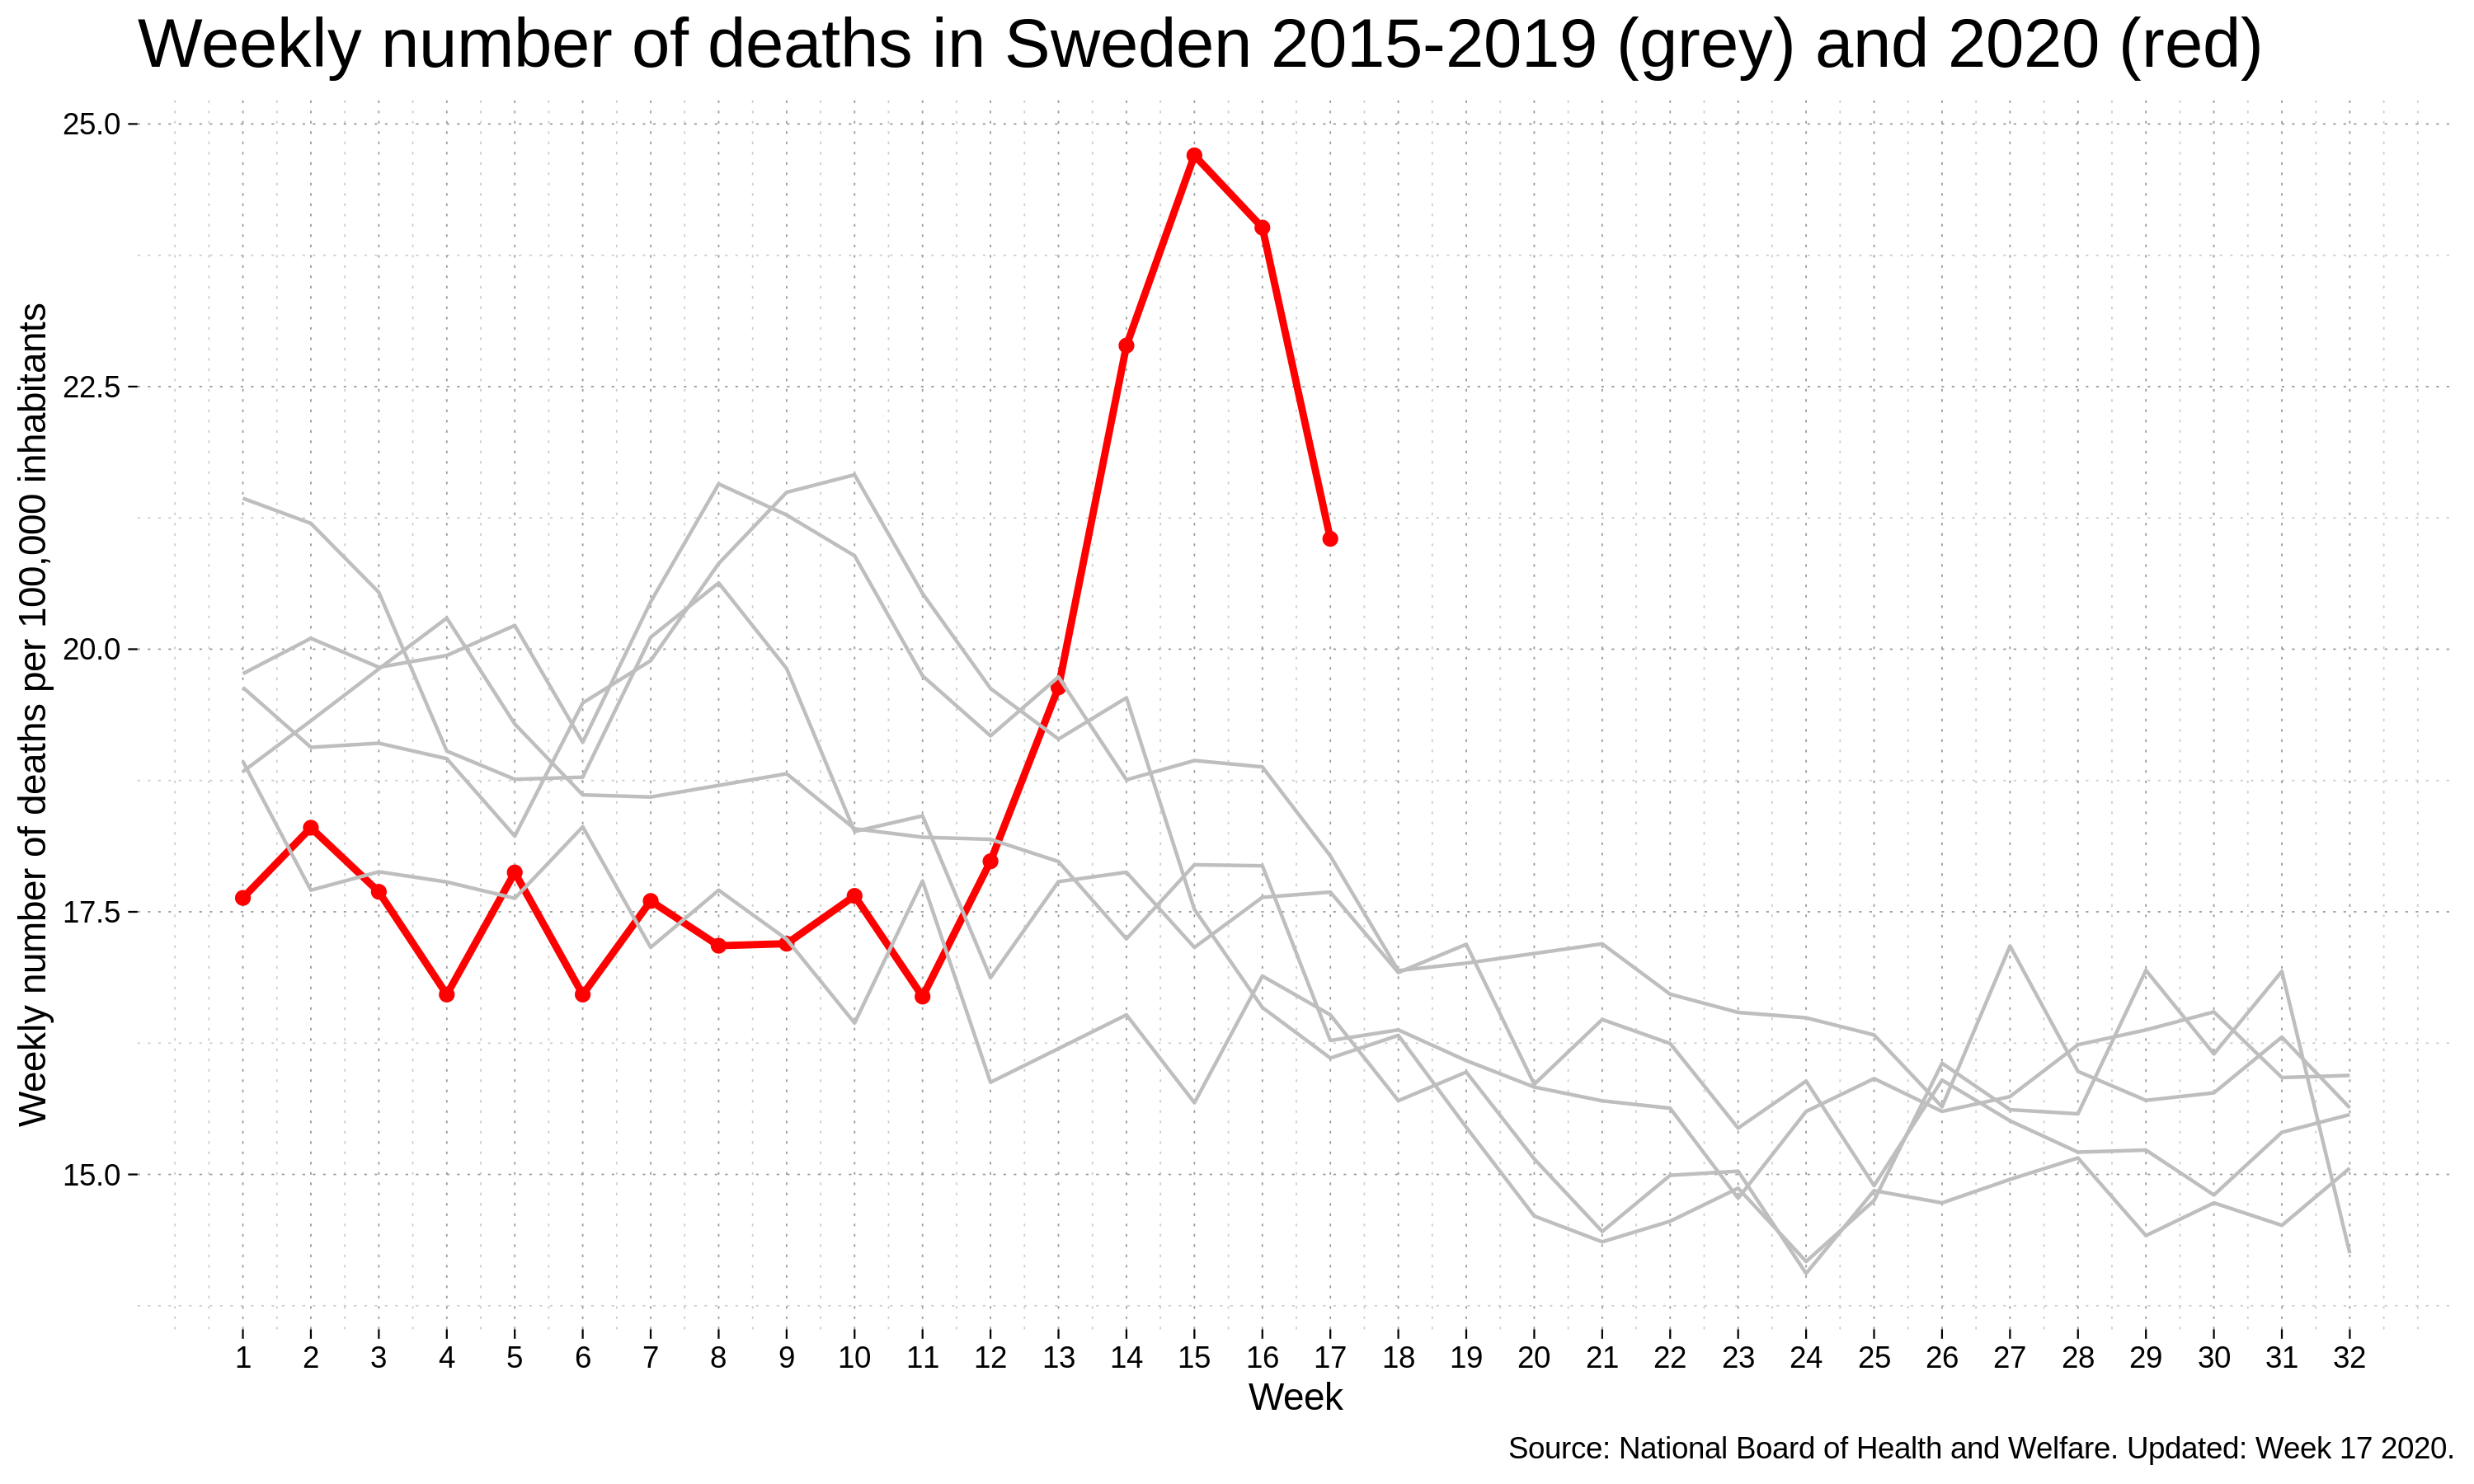 Weekly number of deaths in Sweden 2015-2019 (grey) and 2020 (red)
Weekly number of deaths per 100,000 inhabitants
25.0
22.5
20.0
17.5
15.0
1 2 3 4 5 6 7 8 9 10 11 12 13 14 15 16 17 18 19 20 21 22 23 24 25 26 27 28 29 30 31 32
Week
Source: National Board of Health and Welfare. Updated: Week 17 2020.